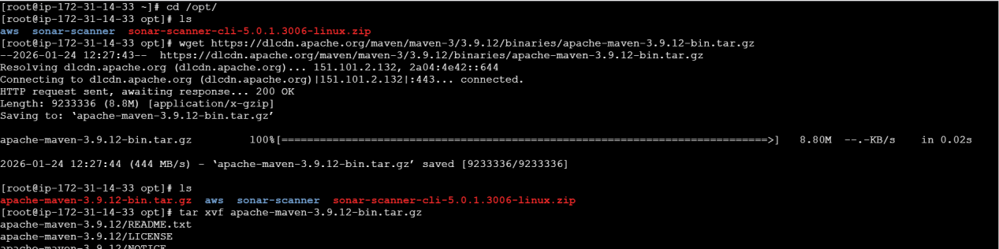 [root@ip-172-31-14-33 ~]# cd /opt/
[root@ip-172-31-14-33 opt]# ls
aws  sonar-scanner  sonar-scanner-cli-5.0.1.3006-linux.zip
[root@ip-172-31-14-33 opt]# wget https://dlcdn.apache.org/maven/maven-3/3.9.12/binaries/apache-maven-3.9.12-bin.tar.gz
--2026-01-24 12:27:43--  https://dlcdn.apache.org/maven/maven-3/3.9.12/binaries/apache-maven-3.9.12-bin.tar.gz
Resolving dlcdn.apache.org (dlcdn.apache.org)... 151.101.2.132, 2a04:4e42::644
Connecting to dlcdn.apache.org (dlcdn.apache.org)|151.101.2.132|:443... connected.
HTTP request sent, awaiting response... 200 OK
Length: 9233336 (8.8M) [application/x-gzip]
Saving to: ‘apache-maven-3.9.12-bin.tar.gz’
apache-maven-3.9.12-bin.tar.gz         100%[========================================================================>]   8.80M  --.-KB/s    in 0.02s
2026-01-24 12:27:44 (444 MB/s) - ‘apache-maven-3.9.12-bin.tar.gz’ saved [9233336/9233336]
[root@ip-172-31-14-33 opt]# ls
apache-maven-3.9.12-bin.tar.gz  aws  sonar-scanner  sonar-scanner-cli-5.0.1.3006-linux.zip
[root@ip-172-31-14-33 opt]# tar xvf apache-maven-3.9.12-bin.tar.gz
apache-maven-3.9.12/README.txt
apache-maven-3.9.12/LICENSE
apache-maven-3.9.12/NOTICE